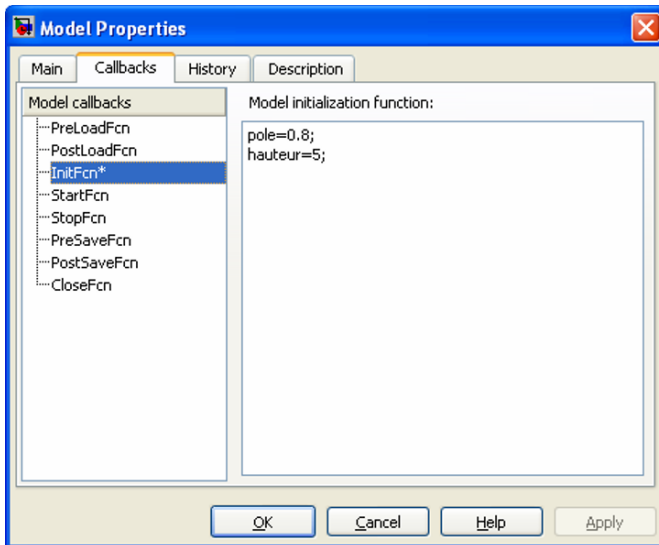 Model Properties
Main Callbacks History Description
Model callbacks
PreLoadFcn
PostLoadFcn
InitFcn*
StartFcn
StopFcn
PreSaveFcn
PostSaveFcn
CloseFcn
Model initialization function:
pole=0.8;
hauteur=5;
OK Cancel Help Apply